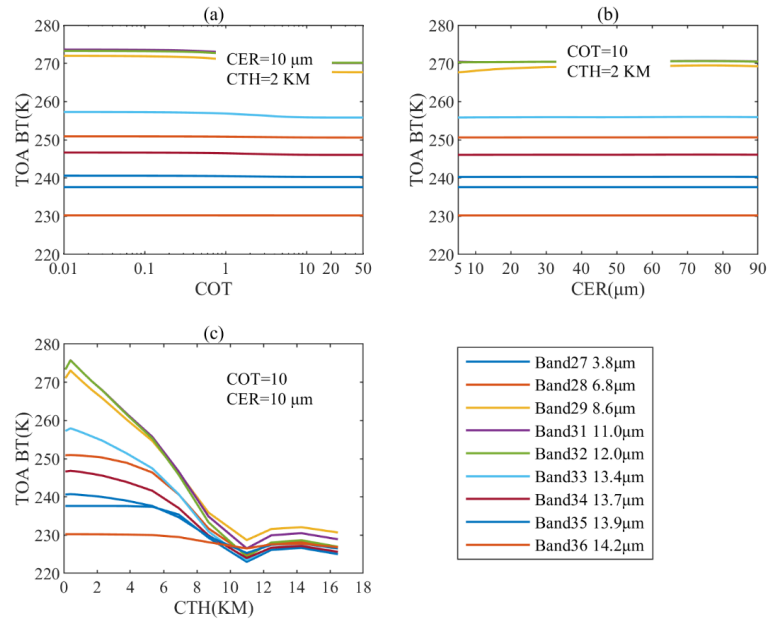 (a)
280
270
260
250
240
230
220
TOA BT(K)
CER=10 μm
CTH=2 KM
0.01
0.1
1
10
20
50
COT
(b)
280
270
260
250
240
230
220
TOA BT(K)
COT=10
CTH=2 KM
5
10
20
30
40
50
60
70
80
90
CER(μm)
(c)
280
270
260
250
240
230
220
TOA BT(K)
COT=10
CER=10 μm
0
2
4
6
8
10
12
14
16
18
CTH(KM)
Band27 3.8μm
Band28 6.8μm
Band29 8.6μm
Band31 11.0μm
Band32 12.0μm
Band33 13.4μm
Band34 13.7μm
Band35 13.9μm
Band36 14.2μm